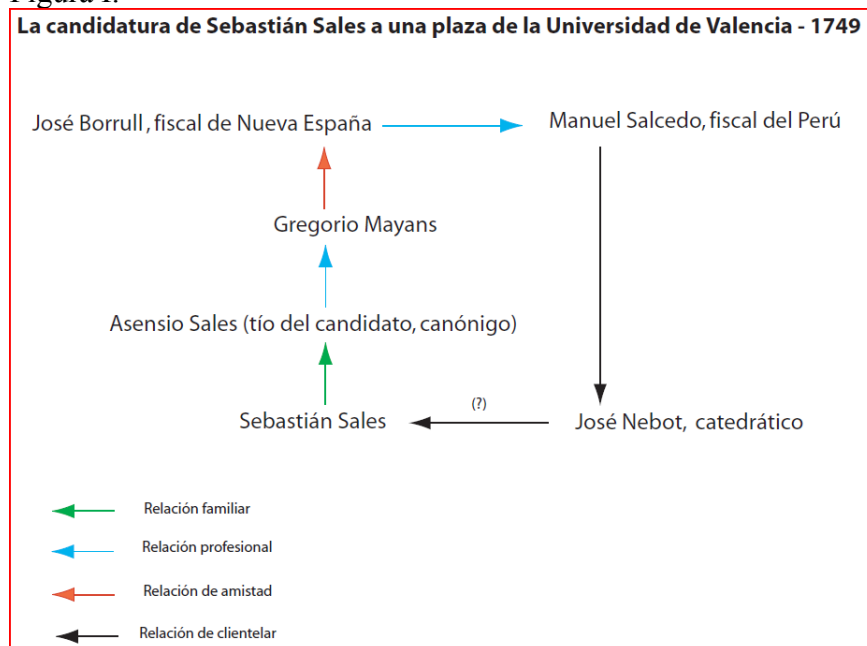 Figura I.
La candidatura de Sebastián Sales a una plaza de la Universidad de Valencia - 1749
José Borrull, fiscal de Nueva España
Manuel Salcedo, fiscal del Perú
Gregorio Mayans
Asensio Sales (tío del candidato, canónigo)
(?)
Sebastián Sales
José Nebot, catedrático
Relación familiar
Relación profesional
Relación de amistad
Relación de clientelar